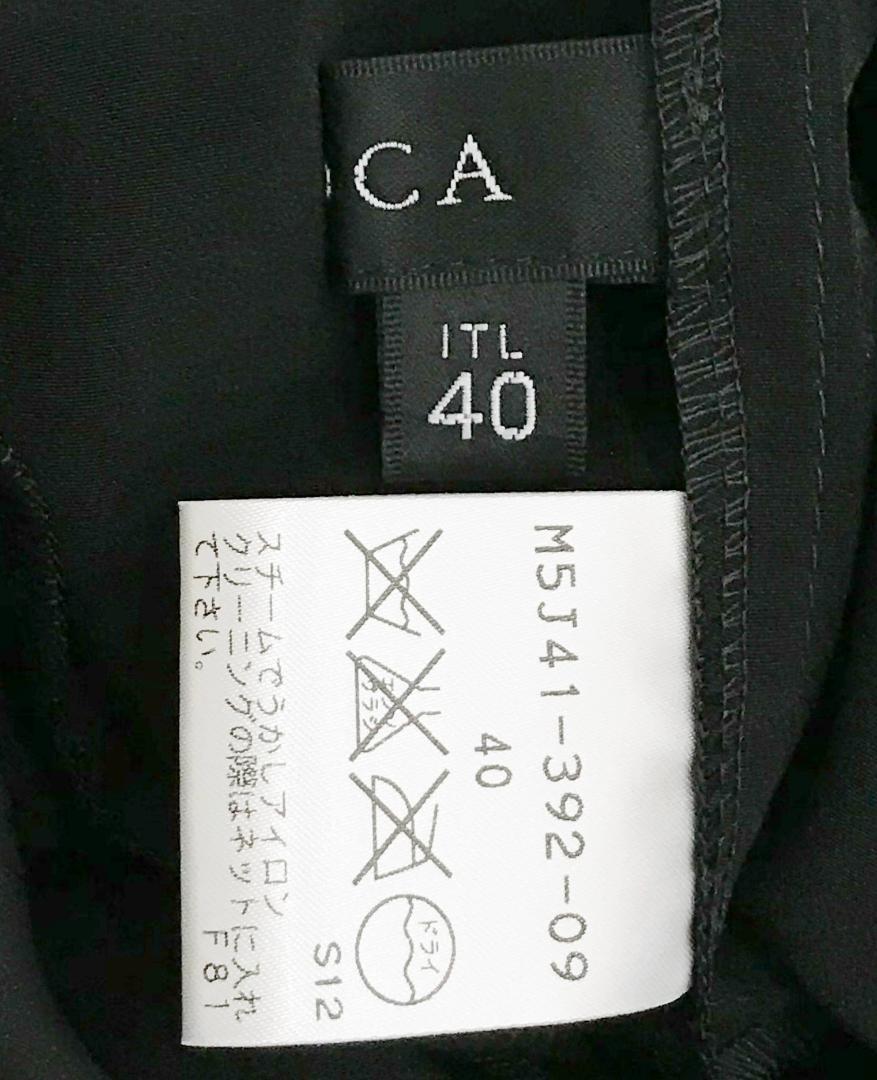 CA
ITL
40
M5J41-392-09
40
ドライ
S12
スチームでうかしアイロン
クリーニングの際はネットに入れ
て下さい。
F81